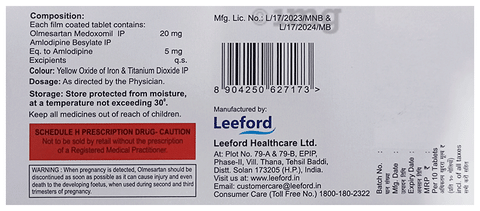 Composition:
Each film coated tablet contains:
Olmesartan Medoxomil IP 20 mg
Amlodipine Besylate IP
Eq. to Amlodipine 5 mg
Excipients q.s.
Colour: Yellow Oxide of Iron & Titanium Dioxide IP
Dosage: As directed by the Physician.
Storage: Store protected from moisture,
at a temperature not exceeding 30°.
Keep all medicines out of reach of children.
SCHEDULE H PRESCRIPTION DRUG- CAUTION
Not to be sold by retail without the prescription
of a Registered Medical Practitioner.
WARNING : When pregnancy is detected, Olmesartan should be
discontinued as soon as possible as it can cause injury and even
death to the developing foetus, when used during second and third
trimesters of pregnancy.
Mfg. Lic. No.: L/17/2023/MNB &
L/17/2024/MB
8 904250 627173 >
Manufactured by:
Leeford
Leeford Healthcare Ltd.
At: Plot No. 79-A & 79-B, EPIP,
Phase-II, Vill. Thana, Tehsil Baddi,
Distt. Solan 173205 (H.P.), India.
Visit us at: www.leeford.in
Email: customercare@leeford.in
Consumer Care (Toll Free No.) 1800-180-2322
Batch No. :
Mfg Date :
Expiry Date :
MRP ₹
Per 10 Tablets
incl. of all taxes